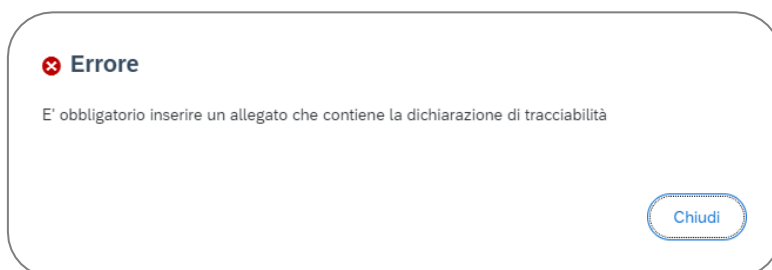 Errore
E' obbligatorio inserire un allegato che contiene la dichiarazione di tracciabilità
Chiudi